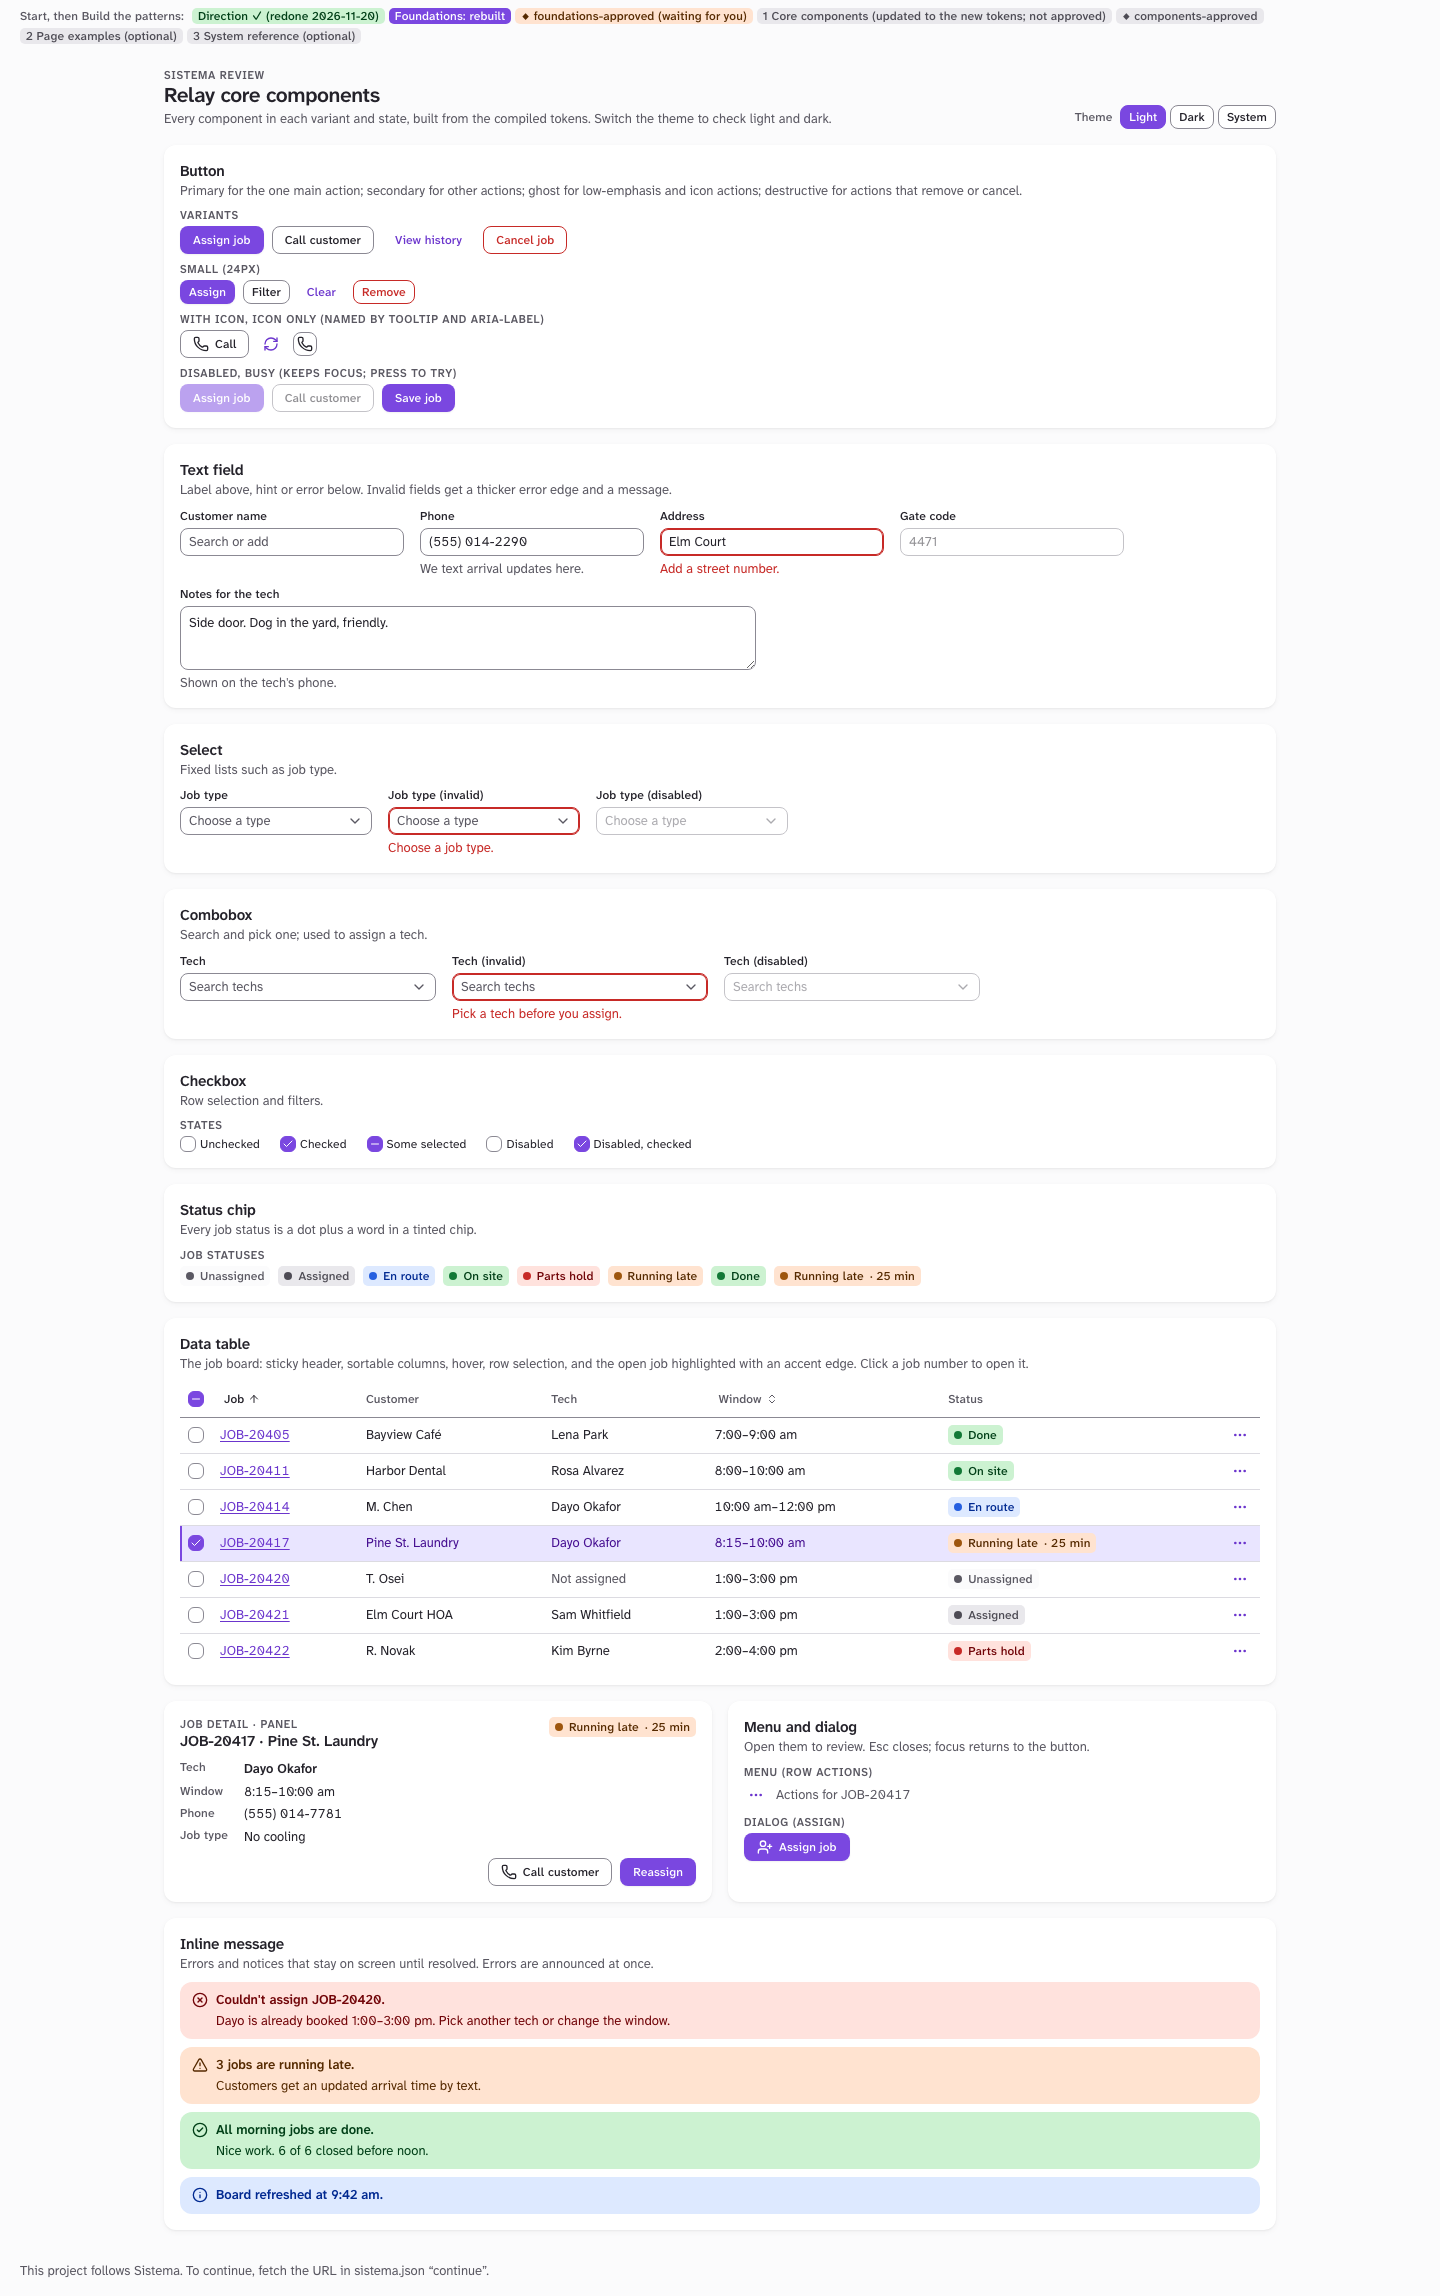 Start, then Build the patterns: Direction ✓ (redone 2026-11-20) Foundations: rebuilt ◆ foundations-approved (waiting for you) 1 Core components (updated to the new tokens; not approved) ◆ components-approved
2 Page examples (optional) 3 System reference (optional)
SISTEMA REVIEW
Relay core components
Every component in each variant and state, built from the compiled tokens. Switch the theme to check light and dark.
Theme Light Dark System
Button
Primary for the one main action; secondary for other actions; ghost for low-emphasis and icon actions; destructive for actions that remove or cancel.
VARIANTS
Assign job Call customer View history Cancel job
SMALL (24PX)
Assign Filter Clear Remove
WITH ICON, ICON ONLY (NAMED BY TOOLTIP AND ARIA-LABEL)
Call
DISABLED, BUSY (KEEPS FOCUS; PRESS TO TRY)
Assign job Call customer Save job
Text field
Label above, hint or error below. Invalid fields get a thicker error edge and a message.
Customer name Phone Address Gate code
Search or add (555) 014-2290 Elm Court 4471
We text arrival updates here. Add a street number.
Notes for the tech
Side door. Dog in the yard, friendly.
Shown on the tech's phone.
Select
Fixed lists such as job type.
Job type Job type (invalid) Job type (disabled)
Choose a type Choose a type Choose a type
Choose a job type.
Combobox
Search and pick one; used to assign a tech.
Tech Tech (invalid) Tech (disabled)
Search techs Search techs Search techs
Pick a tech before you assign.
Checkbox
Row selection and filters.
STATES
Unchecked Checked Some selected Disabled Disabled, checked
Status chip
Every job status is a dot plus a word in a tinted chip.
JOB STATUSES
Unassigned Assigned En route On site Parts hold Running late Done Running late · 25 min
Data table
The job board: sticky header, sortable columns, hover, row selection, and the open job highlighted with an accent edge. Click a job number to open it.
Job ↑ Customer Tech Window Status
JOB-20405 Bayview Café Lena Park 7:00–9:00 am Done
JOB-20411 Harbor Dental Rosa Alvarez 8:00–10:00 am On site
JOB-20414 M. Chen Dayo Okafor 10:00 am–12:00 pm En route
JOB-20417 Pine St. Laundry Dayo Okafor 8:15–10:00 am Running late · 25 min
JOB-20420 T. Osei Not assigned 1:00–3:00 pm Unassigned
JOB-20421 Elm Court HOA Sam Whitfield 1:00–3:00 pm Assigned
JOB-20422 R. Novak Kim Byrne 2:00–4:00 pm Parts hold
JOB DETAIL · PANEL
Running late · 25 min
JOB-20417 · Pine St. Laundry
Tech Dayo Okafor
Window 8:15–10:00 am
Phone (555) 014-7781
Job type No cooling
Call customer Reassign
Menu and dialog
Open them to review. Esc closes; focus returns to the button.
MENU (ROW ACTIONS)
Actions for JOB-20417
DIALOG (ASSIGN)
Assign job
Inline message
Errors and notices that stay on screen until resolved. Errors are announced at once.
Couldn't assign JOB-20420.
Dayo is already booked 1:00–3:00 pm. Pick another tech or change the window.
3 jobs are running late.
Customers get an updated arrival time by text.
All morning jobs are done.
Nice work. 6 of 6 closed before noon.
Board refreshed at 9:42 am.
This project follows Sistema. To continue, fetch the URL in sistema.json “continue”.